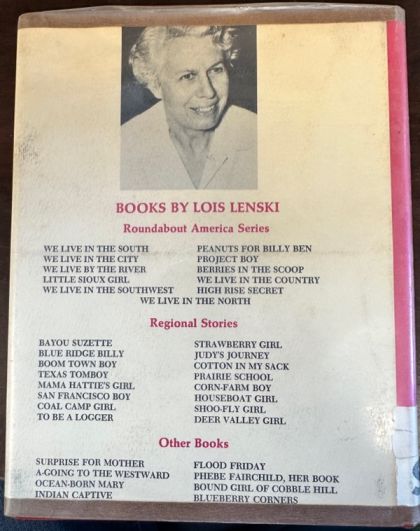 BOOKS BY LOIS LENSKI
Roundabout America Series
WE LIVE IN THE SOUTH
WE LIVE IN THE CITY
WE LIVE BY THE RIVER
LITTLE SIOUX GIRL
WE LIVE IN THE SOUTHWEST
PEANUTS FOR BILLY BEN
PROJECT BOY
BERRIES IN THE SCOOP
WE LIVE IN THE COUNTRY
HIGH RISE SECRET
WE LIVE IN THE NORTH
Regional Stories
BAYOU SUZETTE
BLUE RIDGE BILLY
BOOM TOWN BOY
TEXAS TOMBOY
MAMA HATTIE'S GIRL
SAN FRANCISCO BOY
COAL CAMP GIRL
TO BE A LOGGER
STRAWBERRY GIRL
JUDY'S JOURNEY
COTTON IN MY SACK
PRAIRIE SCHOOL
CORN-FARM BOY
HOUSEBOAT GIRL
SHOO-FLY GIRL
DEER VALLEY GIRL
Other Books
SURPRISE FOR MOTHER
A-GOING TO THE WESTWARD
OCEAN-BORN MARY
INDIAN CAPTIVE
FLOOD FRIDAY
PHEBE FAIRCHILD, HER BOOK
BOUND GIRL OF COBBLE HILL
BLUEBERRY CORNERS